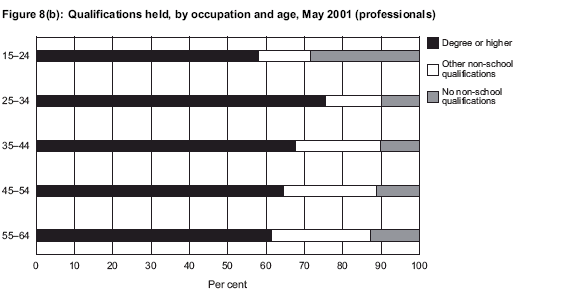 Figure 8(b): Qualifications held, by occupation and age, May 2001 (professionals)
Degree or higher
Other non-school
qualifications
No non-school
qualifications
15–24
25–34
35–44
45–54
55–64
0 10 20 30 40 50 60 70 80 90 100
Per cent